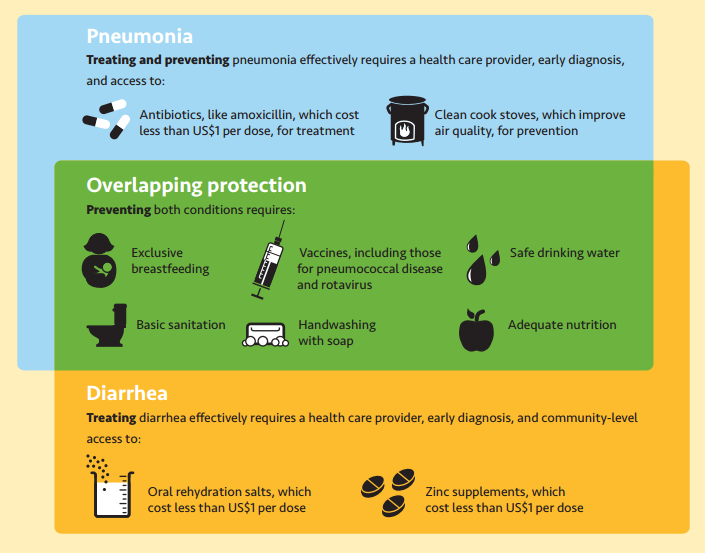 Pneumonia
Treating and preventing pneumonia effectively requires a health care provider, early diagnosis,
and access to:
Antibiotics, like amoxicillin, which cost
less than US$1 per dose, for treatment
Clean cook stoves, which improve
air quality, for prevention
Overlapping protection
Preventing both conditions requires:
Exclusive
breastfeeding
Vaccines, including those
for pneumococcal disease
and rotavirus
Safe drinking water
Basic sanitation
Handwashing
with soap
Adequate nutrition
Diarrhea
Treating diarrhea effectively requires a health care provider, early diagnosis, and community-level
access to:
Oral rehydration salts, which
cost less than US$1 per dose
Zinc supplements, which
cost less than US$1 per dose